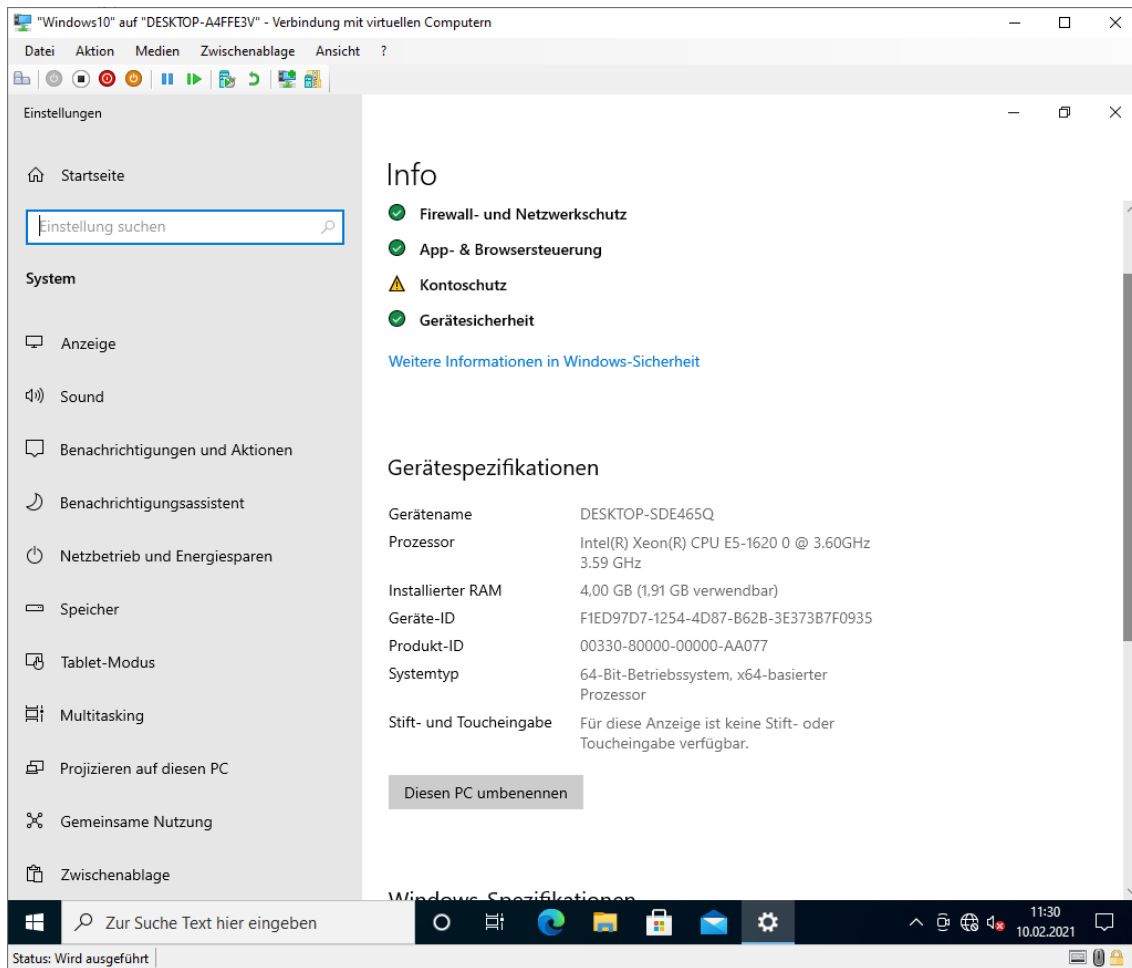 "Windows10" auf "DESKTOP-A4FFE3V" - Verbindung mit virtuellen Computern
Datei Aktion Medien Zwischenablage Ansicht ?
Einstellungen
Startseite
Einstellung suchen
System
Anzeige
Sound
Benachrichtigungen und Aktionen
Benachrichtigungsassistent
Netzbetrieb und Energiesparen
Speicher
Tablet-Modus
Multitasking
Projizieren auf diesen PC
Gemeinsame Nutzung
Zwischenablage
Info
Firewall- und Netzwerkschutz
App- & Browsersteuerung
Kontoschutz
Gerätesicherheit
Weitere Informationen in Windows-Sicherheit
Gerätespezifikationen
Gerätename DESKTOP-SDE465Q
Prozessor Intel(R) Xeon(R) CPU E5-1620 0 @ 3.60GHz
3.59 GHz
Installierter RAM 4,00 GB (1,91 GB verwendbar)
Geräte-ID F1ED97D7-1254-4D87-B62B-3E373B7F0935
Produkt-ID 00330-80000-00000-AA077
Systemtyp 64-Bit-Betriebssystem, x64-basierter
Prozessor
Stift- und Toucheingabe Für diese Anzeige ist keine Stift- oder
Toucheingabe verfügbar.
Diesen PC umbenennen
Windows-Spezifikationen
Zur Suche Text hier eingeben
11:30
10.02.2021
Status: Wird ausgeführt